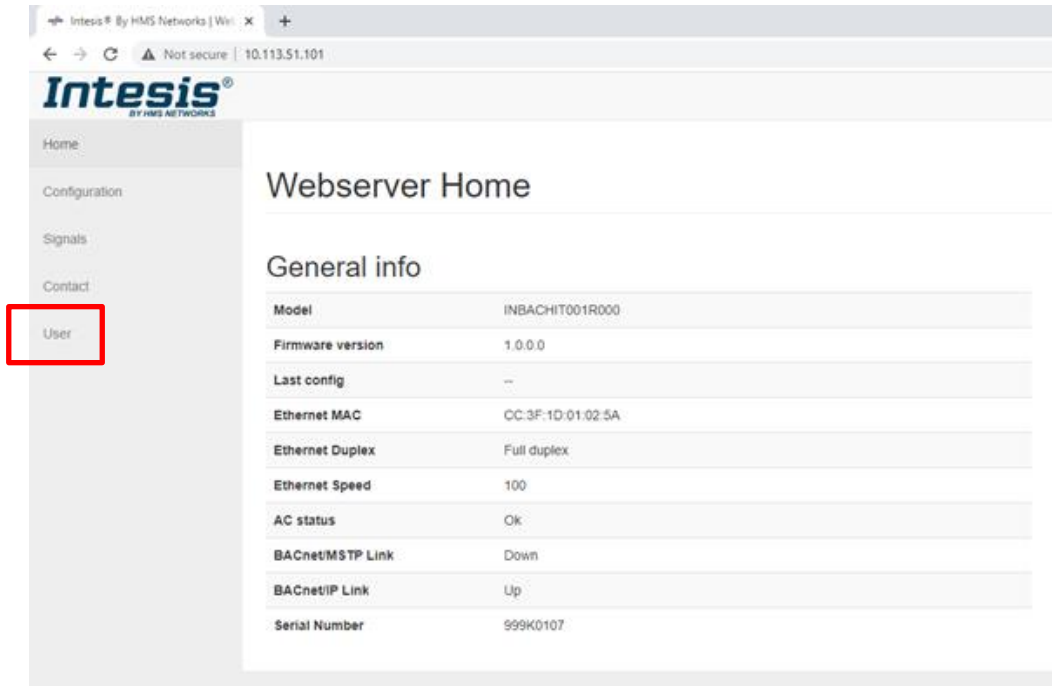 Intesis® By HMS Networks | Wel
Not secure | 10.113.51.101
Intesis®
BY HMS NETWORKS
Home
Configuration
Signals
Contact
User
Webserver Home
General info
Model INBACHIT001R000
Firmware version 1.0.0.0
Last config --
Ethernet MAC CC:3F:1D:01:02:5A
Ethernet Duplex Full duplex
Ethernet Speed 100
AC status Ok
BACnet/MSTP Link Down
BACnet/IP Link Up
Serial Number 999K0107